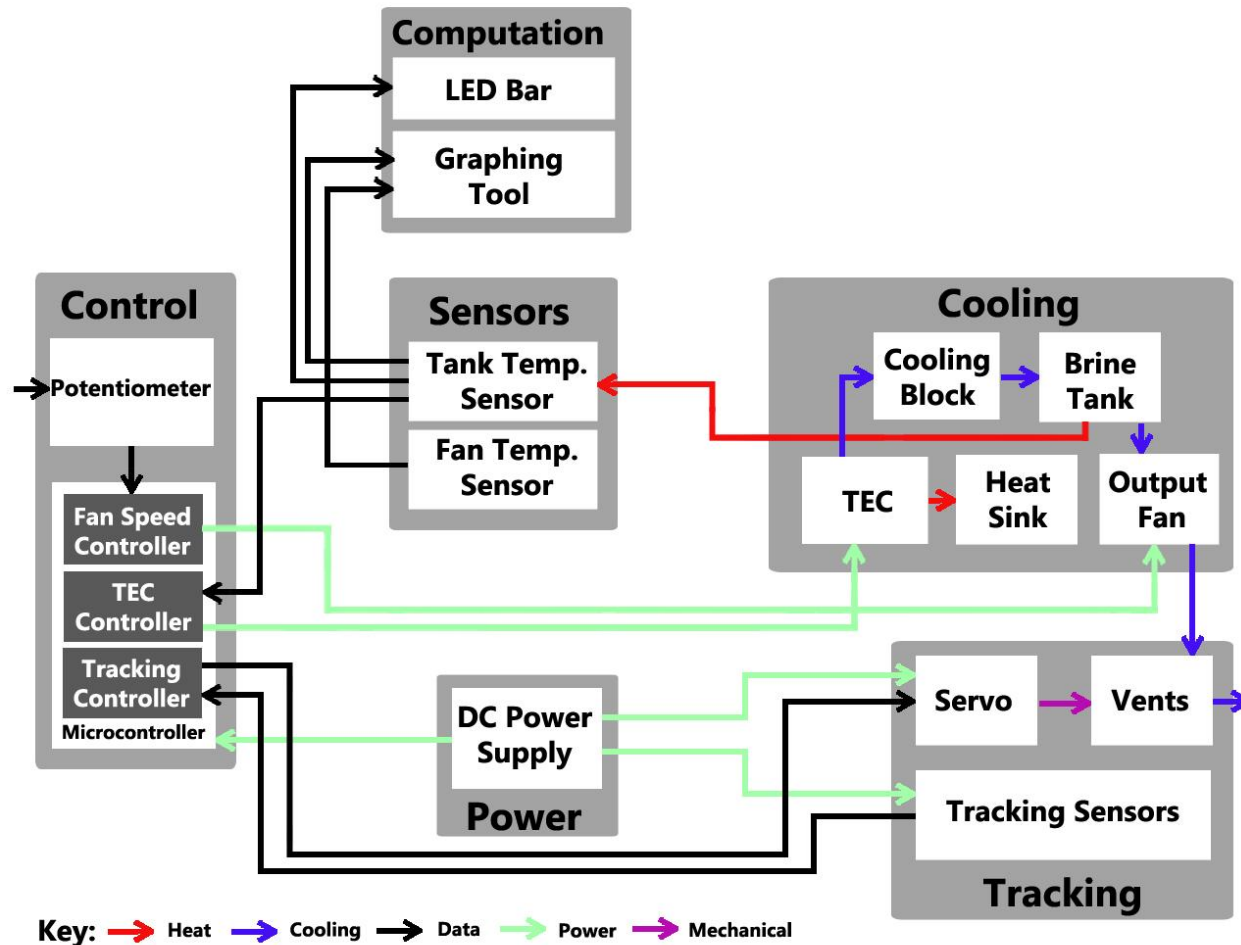 Computation
LED Bar
Graphing
Tool
Control
Potentiometer
Fan Speed
Controller
TEC
Controller
Tracking
Controller
Microcontroller
Sensors
Tank Temp.
Sensor
Fan Temp.
Sensor
Cooling
Cooling
Block
Brine
Tank
TEC
Heat
Sink
Output
Fan
DC Power
Supply
Power
Servo
Vents
Tracking Sensors
Tracking
Key: Heat Cooling Data Power Mechanical